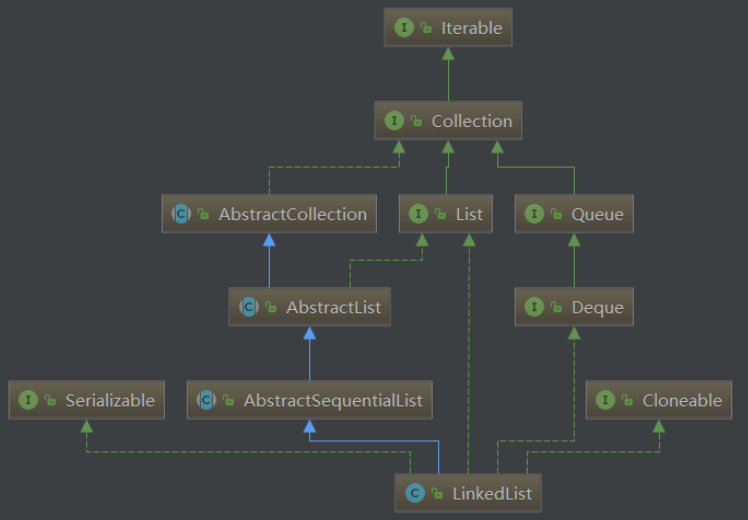 I Iterable
I Collection
C AbstractCollection
I List
I Queue
C AbstractList
I Deque
I Serializable
C AbstractSequentialList
I Cloneable
C LinkedList